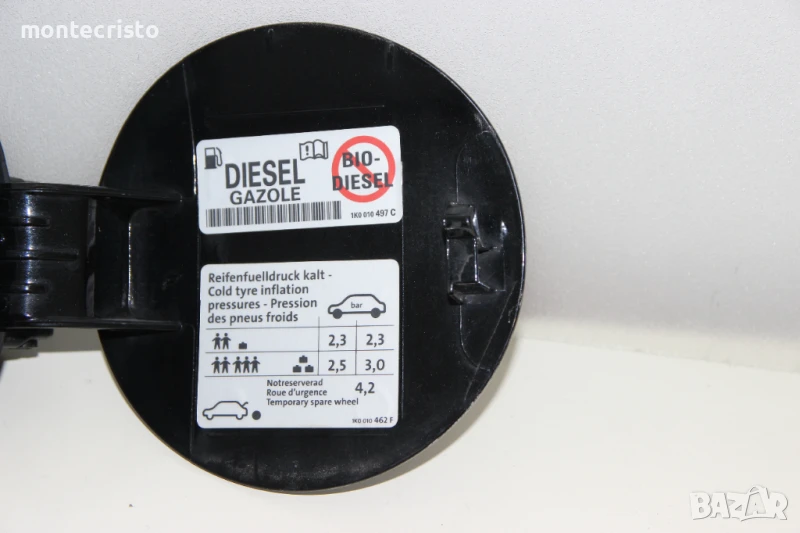 montecristo
DIESEL
GAZOLE
BIO-
DIESEL
1K0 010 497 C
Reifenfuelldruck kalt -
Cold tyre inflation
pressures - Pression
des pneus froids
bar
2,3 2,3
2,5 3,0
Notreserverad
Roue d'urgence
Temporary spare wheel
4,2
1K0 010 462 F
BAZAR